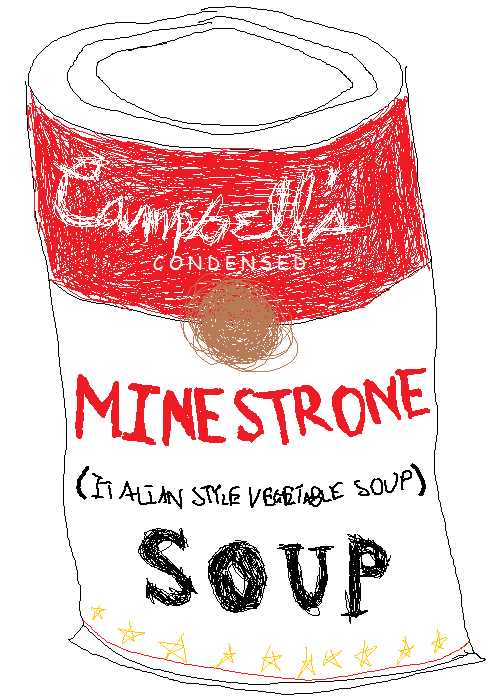 Campbell's
CONDENSED
MINESTRONE
(ITALIAN STYLE VEGETABLE SOUP)
SOUP